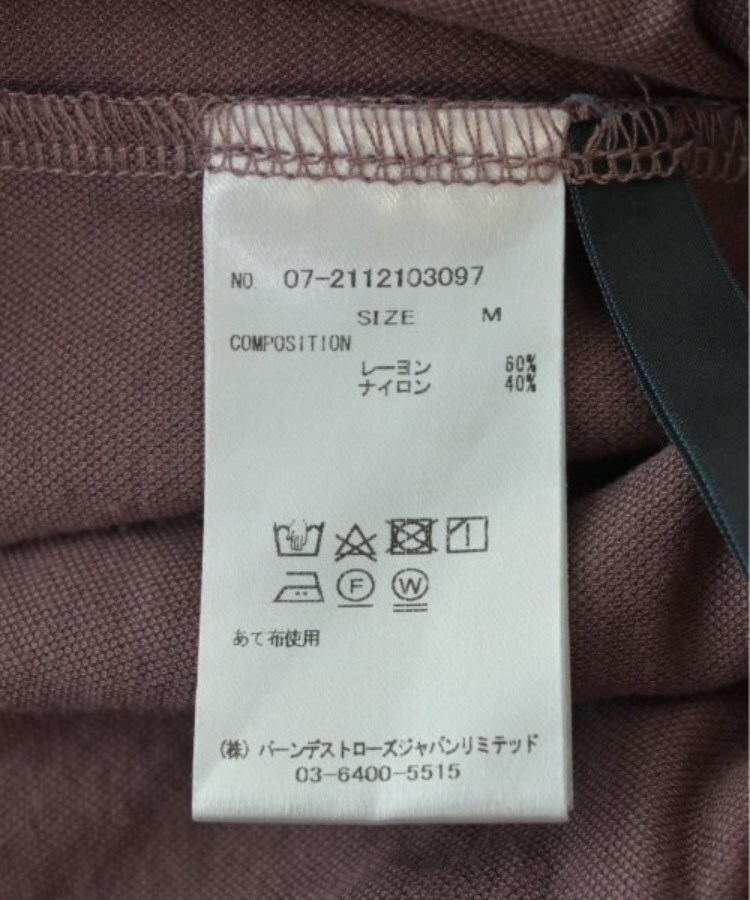 NO. 07-2112103097
SIZE M
COMPOSITION
レーヨン 60%
ナイロン 40%
F W
あて布使用
(株) バーンデストローズジャパンリミテッド
03-6400-5515